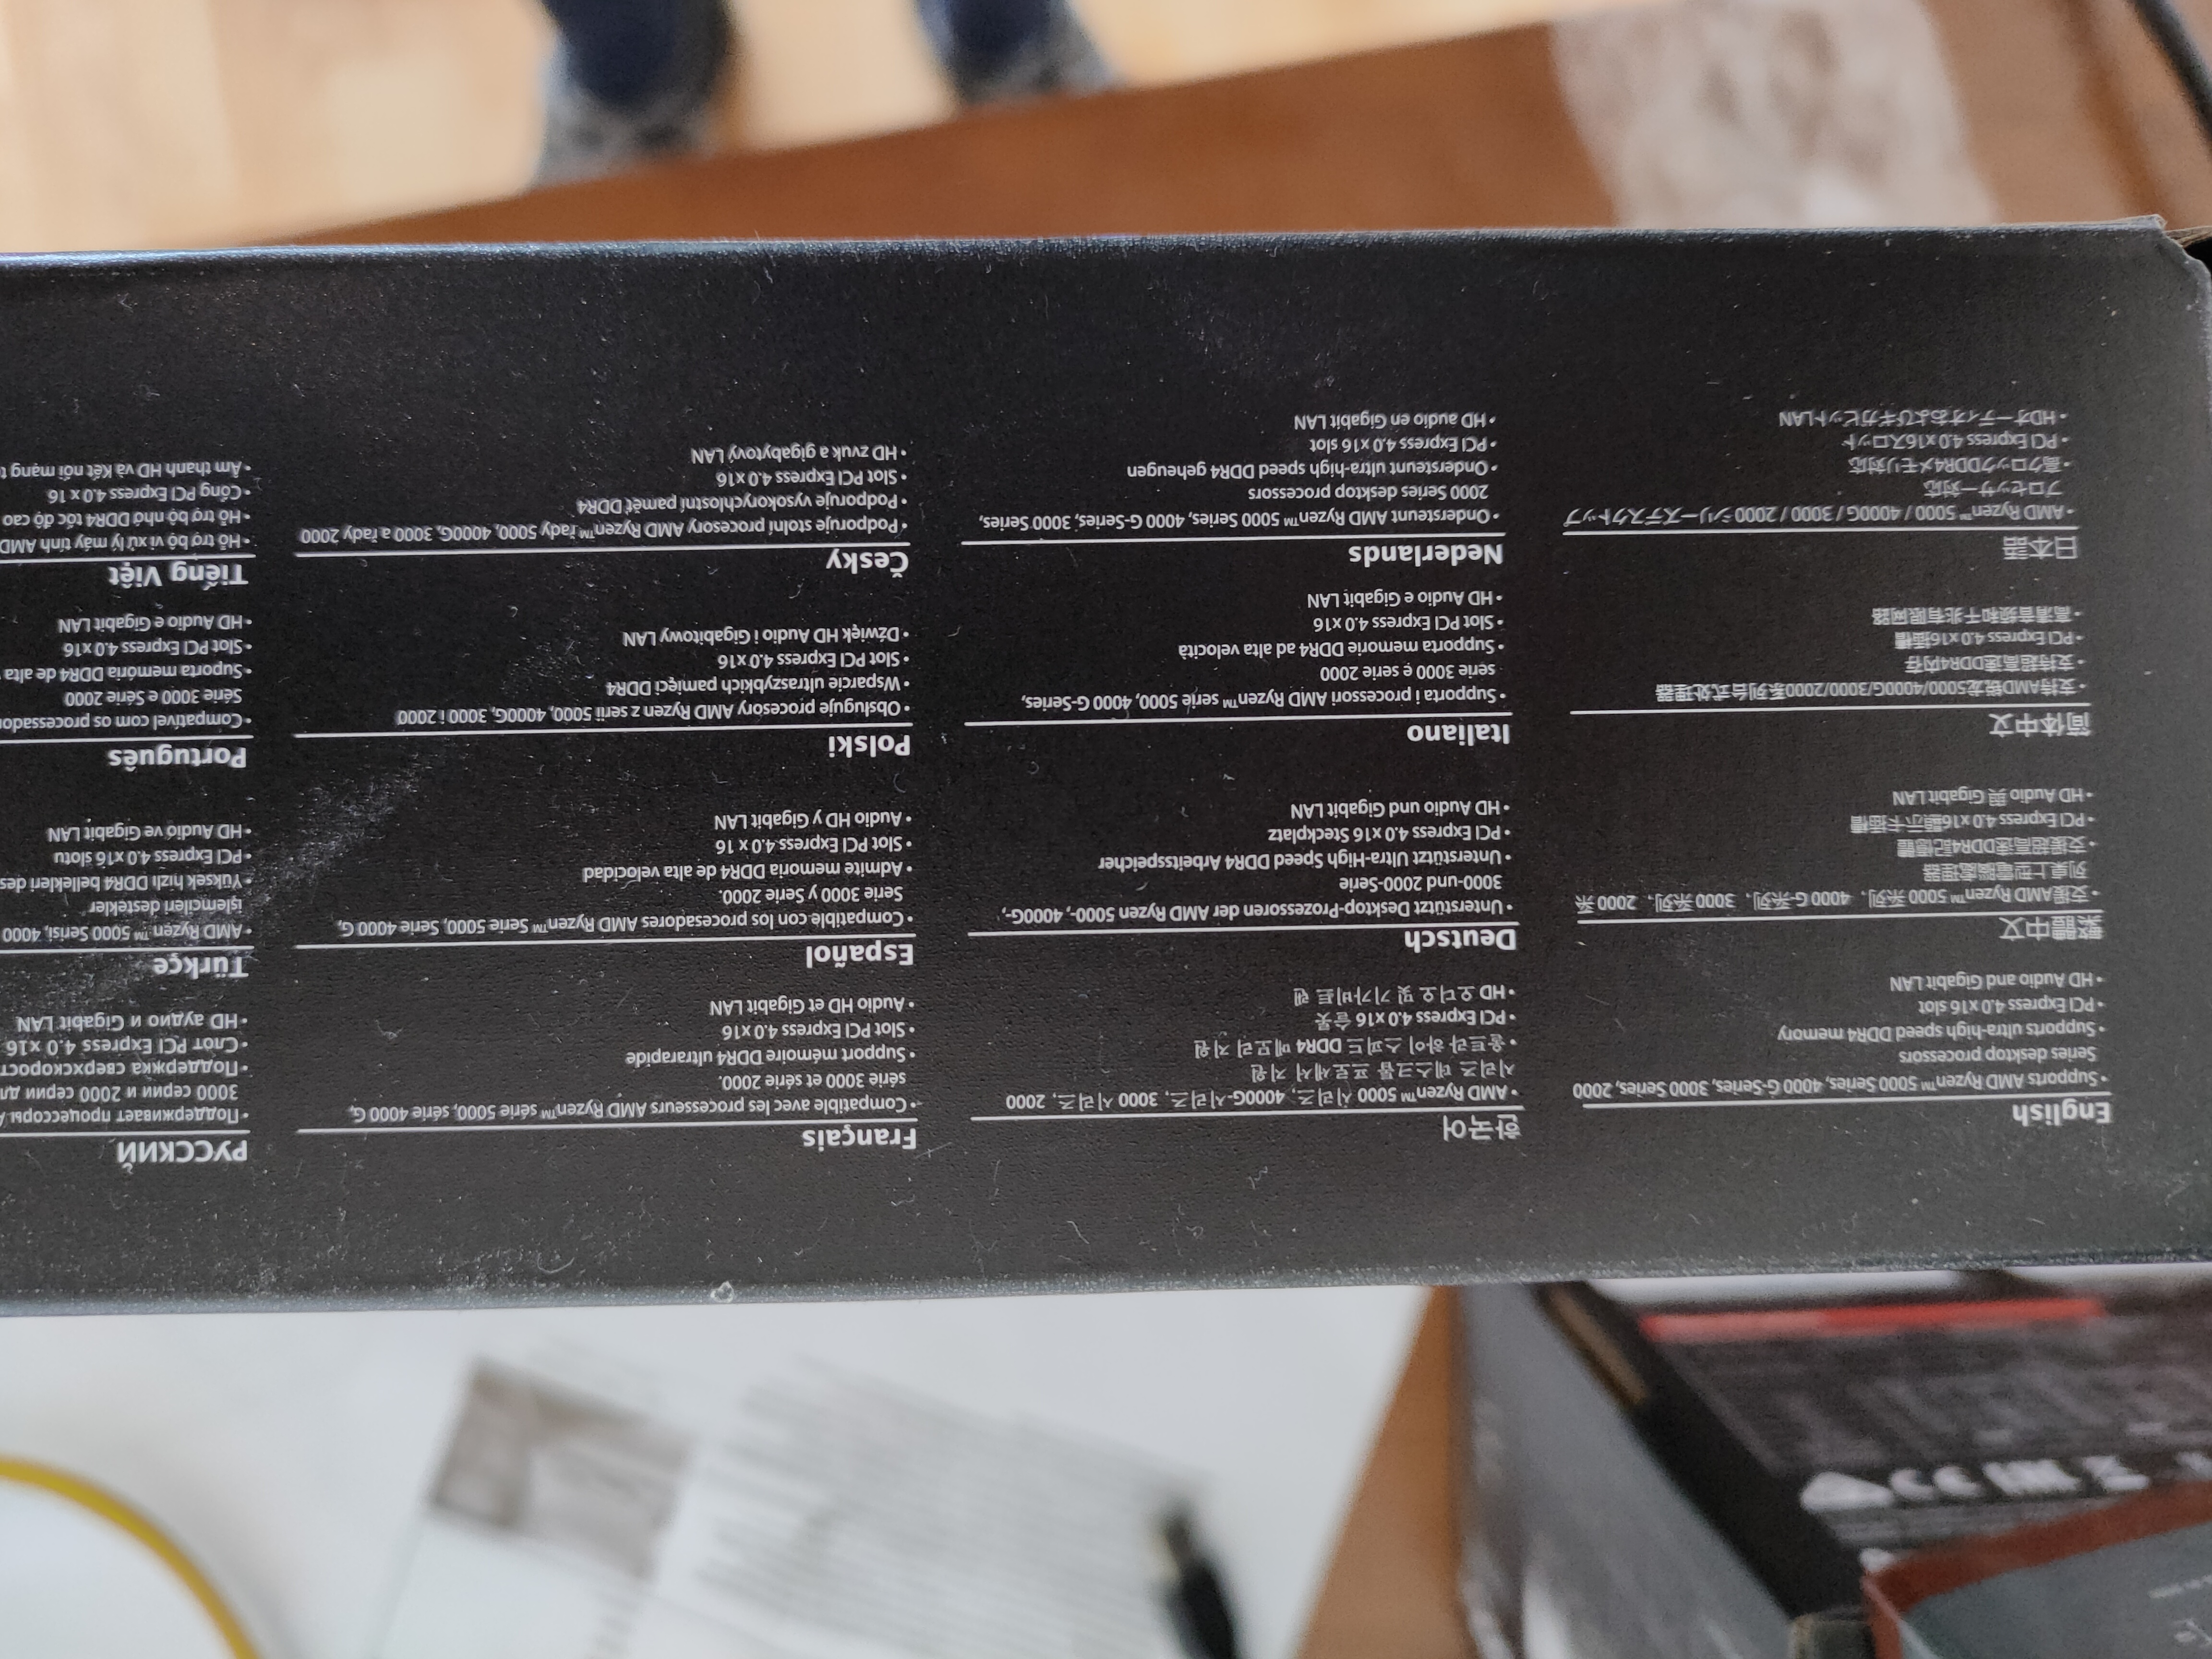 English
• Supports AMD Ryzen™ 5000 Series, 4000 G-Series, 3000 Series, 2000
Series desktop processors
• Supports ultra-high speed DDR4 memory
• PCI Express 4.0 x16 slot
• HD Audio and Gigabit LAN
繁體中文
• 支援AMD Ryzen™ 5000 系列、4000 G-系列、3000 系列、2000 系
列桌上型電腦處理器
• 支援超高速DDR4記憶體
• PCI Express 4.0 x16顯示卡插槽
• HD Audio 與 Gigabit LAN
简体中文
• 支持AMD锐龙5000/4000G/3000/2000系列台式处理器
• 支持超高速DDR4内存
• PCI Express 4.0 x16插槽
• 高清音频和千兆有限网路
日本語
• AMD Ryzen™ 5000 / 4000G / 3000 / 2000 シリーズデスクトップ
プロセッサー対応
• 高クロックDDR4メモリ対応
• PCI Express 4.0 x16スロット
• HDオーディオおよびギガビットLAN
한국어
• AMD Ryzen™ 5000 시리즈, 4000-G시리즈, 3000 시리즈, 2000
시리즈 데스크톱 프로세서 지원
• 울트라 하이 스피드 DDR4 메모리 지원
• PCI Express 4.0 x16 슬롯
• HD 오디오 및 기가비트 랜
Deutsch
• Unterstützt Desktop-Prozessoren der AMD Ryzen 5000-, 4000-G-,
3000-und 2000-Serie
• Unterstützt Ultra-High Speed DDR4 Arbeitsspeicher
• PCI Express 4.0 x 16 Steckplatz
• HD Audio und Gigabit LAN
Italiano
• Supporta i processori AMD Ryzen™ serie 5000, 4000 G-Series,
serie 3000 e serie 2000
• Supporta memorie DDR4 ad alta velocità
• Slot PCI Express 4.0 x16
• HD Audio e Gigabit LAN
Nederlands
• Ondersteunt AMD Ryzen™ 5000 Series, 4000 G-Series, 3000 Series,
2000 Series desktop processors
• Ondersteunt ultra-high speed DDR4 geheugen
• PCI Express 4.0 x16 slot
• HD audio en Gigabit LAN
Français
• Compatible avec les processeurs AMD Ryzen™ série 5000, série 4000 G,
série 3000 et série 2000.
• Support mémoire DDR4 ultrarapide
• Slot PCI Express 4.0 x16
• Audio HD et Gigabit LAN
Español
• Compatible con los procesadores AMD Ryzen™ Serie 5000, Serie 4000 G,
Serie 3000 y Serie 2000.
• Admite memoria DDR4 de alta velocidad
• Slot PCI Express 4.0 x 16
• Audio HD y Gigabit LAN
Polski
• Obsługuje procesory AMD Ryzen z serii 5000, 4000G, 3000 i 2000
• Wsparcie ultraszybkich pamięci DDR4
• Slot PCI Express 4.0 x16
• Dźwięk HD Audio i Gigabitowy LAN
Česky
• Podporuje stolní procesory AMD Ryzen™ řady 5000, 4000G, 3000 a řady 2000
• Podporuje vysokorychlostní pamět DDR4
• Slot PCI Express 4.0 x16
• HD zvuk a gigabytový LAN
РУССКИЙ
• Поддерживает процессоры
3000 серии и 2000 серии
• Поддержка
• Слот PCI Express 4.0 x16
• HD аудио и Gigabit LAN
Türkçe
• AMD Ryzen™ 5000 Serisi, 4000
işlemcileri destekler
• Yüksek hızlı DDR4 bellekleri
• PCI Express 4.0 x16 slotu
• HD Audio ve Gigabit LAN
Português
• Compatível com os
Série 3000 e Série 2000
• Suporta memória DDR4 de alta
• Slot PCI Express 4.0 x16
• HD Audio e Gigabit LAN
Tiếng Việt
• Hỗ trợ bộ vi xử lý máy tính AMD
• Hỗ trợ bộ nhớ DDR4 tốc độ cao
• Cổng PCI Express 4.0 x 16
• Âm thanh HD và Kết nối mạng